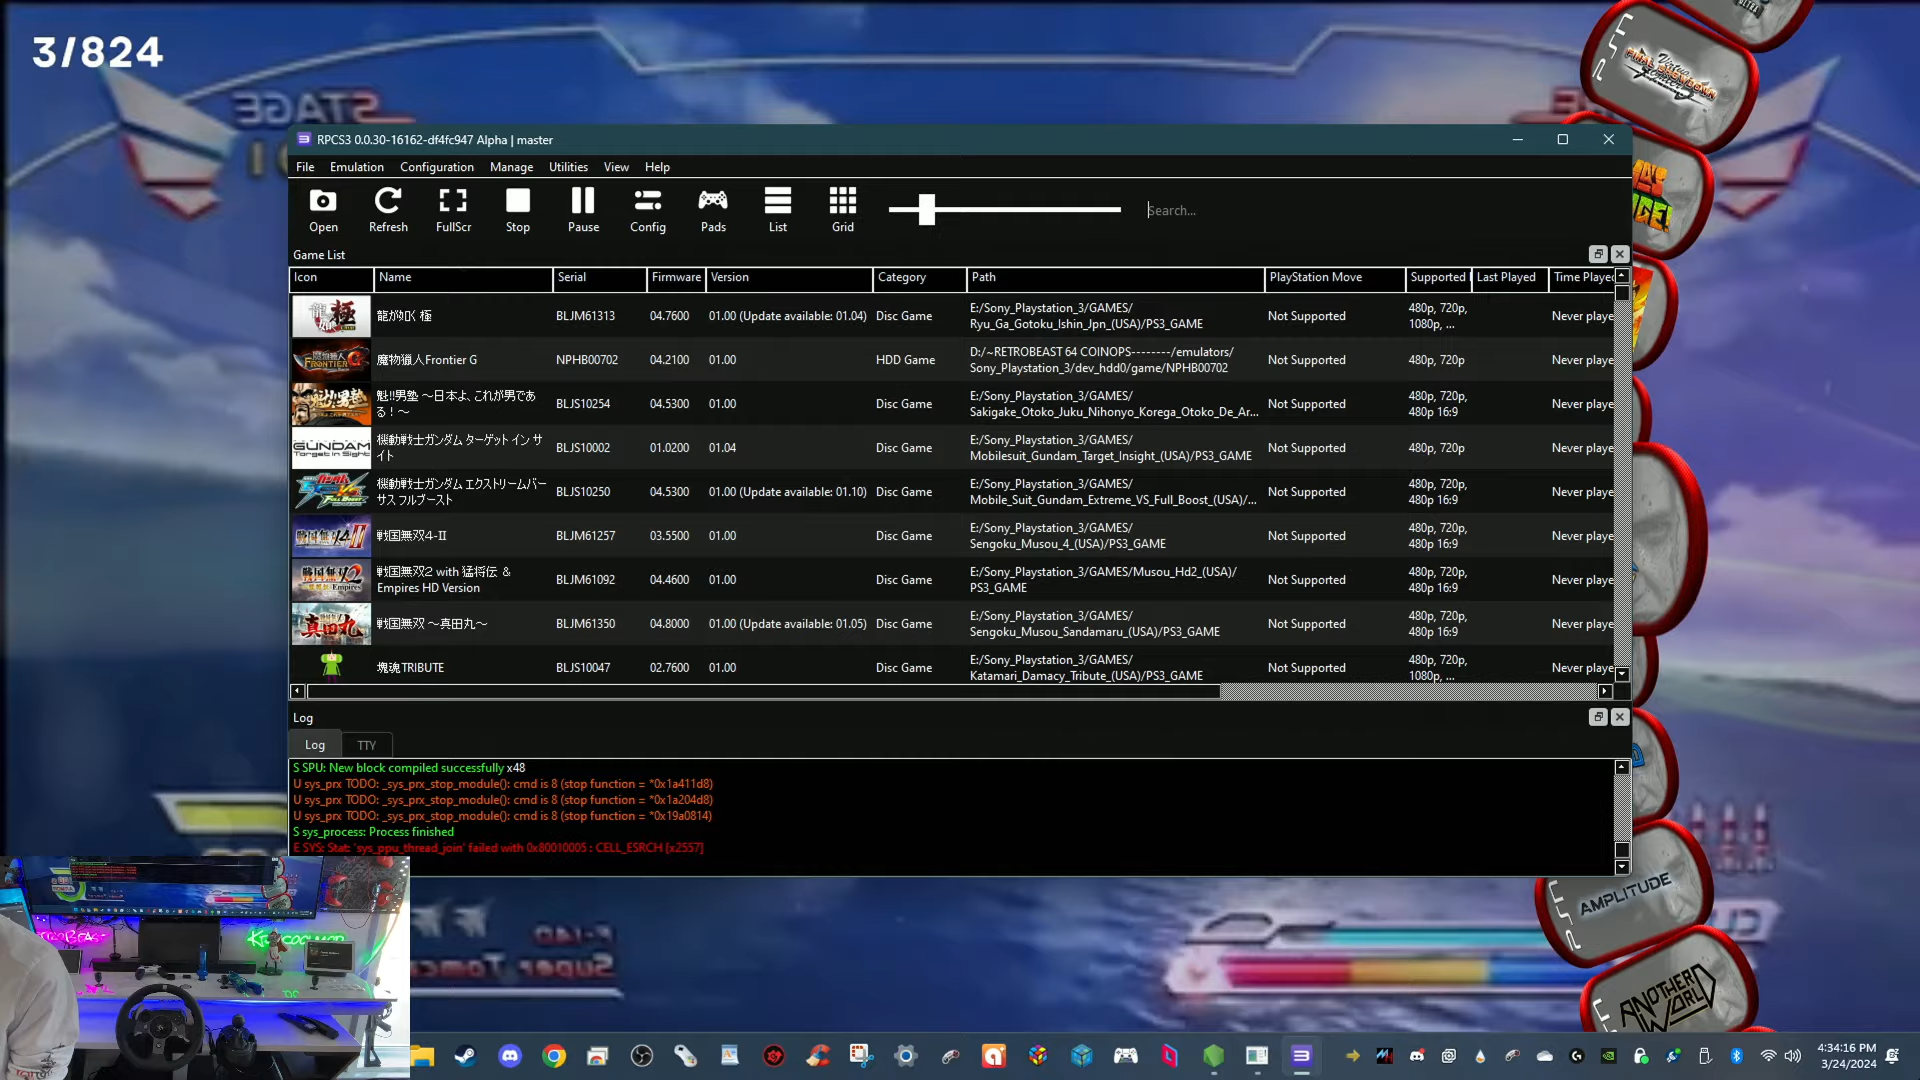 3/824
STAGE
RPCS3 0.0.30-16162-df4fc947 Alpha | master
File Emulation Configuration Manage Utilities View Help
Open Refresh FullScr Stop Pause Config Pads List Grid Search...
Game List
Icon Name Serial Firmware Version Category Path PlayStation Move Supported Last Played Time Played
龍が如く 極 BLJM61313 04.7600 01.00 (Update available: 01.04) Disc Game E:/Sony_Playstation_3/GAMES/ Not Supported 480p, 720p, Never playe
Ryu_Ga_Gotoku_Ishin_Jpn_(USA)/PS3_GAME 1080p, ...
魔物獵人Frontier G NPHB00702 04.2100 01.00 HDD Game D:/~RETROBEAST 64 COINOPS--------/emulators/ Not Supported 480p, 720p Never playe
Sony_Playstation_3/dev_hdd0/game/NPHB00702
魁!!男塾 ～日本よ、これが男であ BLJS10254 04.5300 01.00 Disc Game E:/Sony_Playstation_3/GAMES/ Not Supported 480p, 720p, Never playe
る！～ Sakigake_Otoko_Juku_Nihonyo_Korega_Otoko_De_Ar... 480p 16:9
GUNDAM
Target in Sight
機動戦士ガンダム ターゲット イン サ BLJS10002 01.0200 01.04 Disc Game E:/Sony_Playstation_3/GAMES/ Not Supported 480p, 720p Never playe
イト Mobilesuit_Gundam_Target_Insight_(USA)/PS3_GAME
機動戦士ガンダム エクストリームバー BLJS10250 04.5300 01.00 (Update available: 01.10) Disc Game E:/Sony_Playstation_3/GAMES/ Not Supported 480p, 720p, Never playe
サス フルブースト Mobile_Suit_Gundam_Extreme_VS_Full_Boost_(USA)/... 480p 16:9
戦国無双4-II BLJM61257 03.5500 01.00 Disc Game E:/Sony_Playstation_3/GAMES/ Not Supported 480p, 720p, Never playe
Sengoku_Musou_4_(USA)/PS3_GAME 480p 16:9
戦国無双2 with 猛将伝 ＆ BLJM61092 04.4600 01.00 Disc Game E:/Sony_Playstation_3/GAMES/Musou_Hd2_(USA)/ Not Supported 480p, 720p, Never playe
Empires HD Version PS3_GAME 480p 16:9
戦国無双 ～真田丸～ BLJM61350 04.8000 01.00 (Update available: 01.05) Disc Game E:/Sony_Playstation_3/GAMES/ Not Supported 480p, 720p, Never playe
Sengoku_Musou_Sandamaru_(USA)/PS3_GAME 480p 16:9
塊魂TRIBUTE BLJS10047 02.7600 01.00 Disc Game E:/Sony_Playstation_3/GAMES/ Not Supported 480p, 720p, Never playe
Katamari_Damacy_Tribute_(USA)/PS3_GAME 1080p, ...
Log
Log TTY
S SPU: New block compiled successfully x48
U sys_prx TODO: _sys_prx_stop_module(): cmd is 8 (stop function = *0x1a411d8)
U sys_prx TODO: _sys_prx_stop_module(): cmd is 8 (stop function = *0x1a204d8)
U sys_prx TODO: _sys_prx_stop_module(): cmd is 8 (stop function = *0x19a0814)
S sys_process: Process finished
E SYS: Stat: 'sys_ppu_thread_join' failed with 0x80010005 : CELL_ESRCH [x2557]
F-14D
Super Tomcat
PSN
Virtua Fighter
FINAL SHOWDOWN
AMPLITUDE
PSN
ANOTHER WORLD
4:34:16 PM
3/24/2024